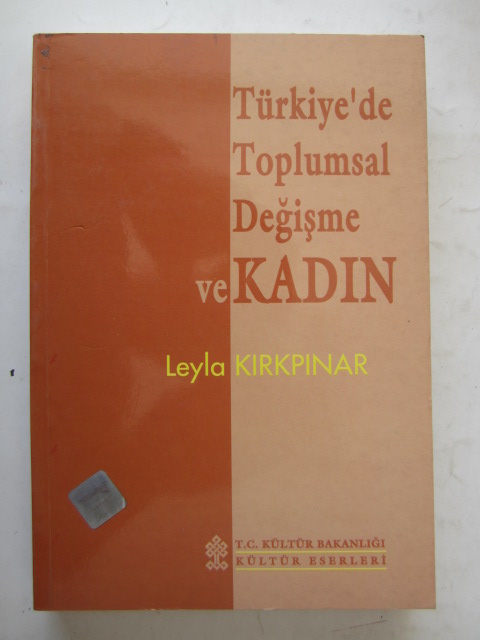 Türkiye'de
Toplumsal
Değişme
ve KADIN
Leyla KIRKPINAR
T.C. KÜLTÜR BAKANLIĞI
KÜLTÜR ESERLERİ